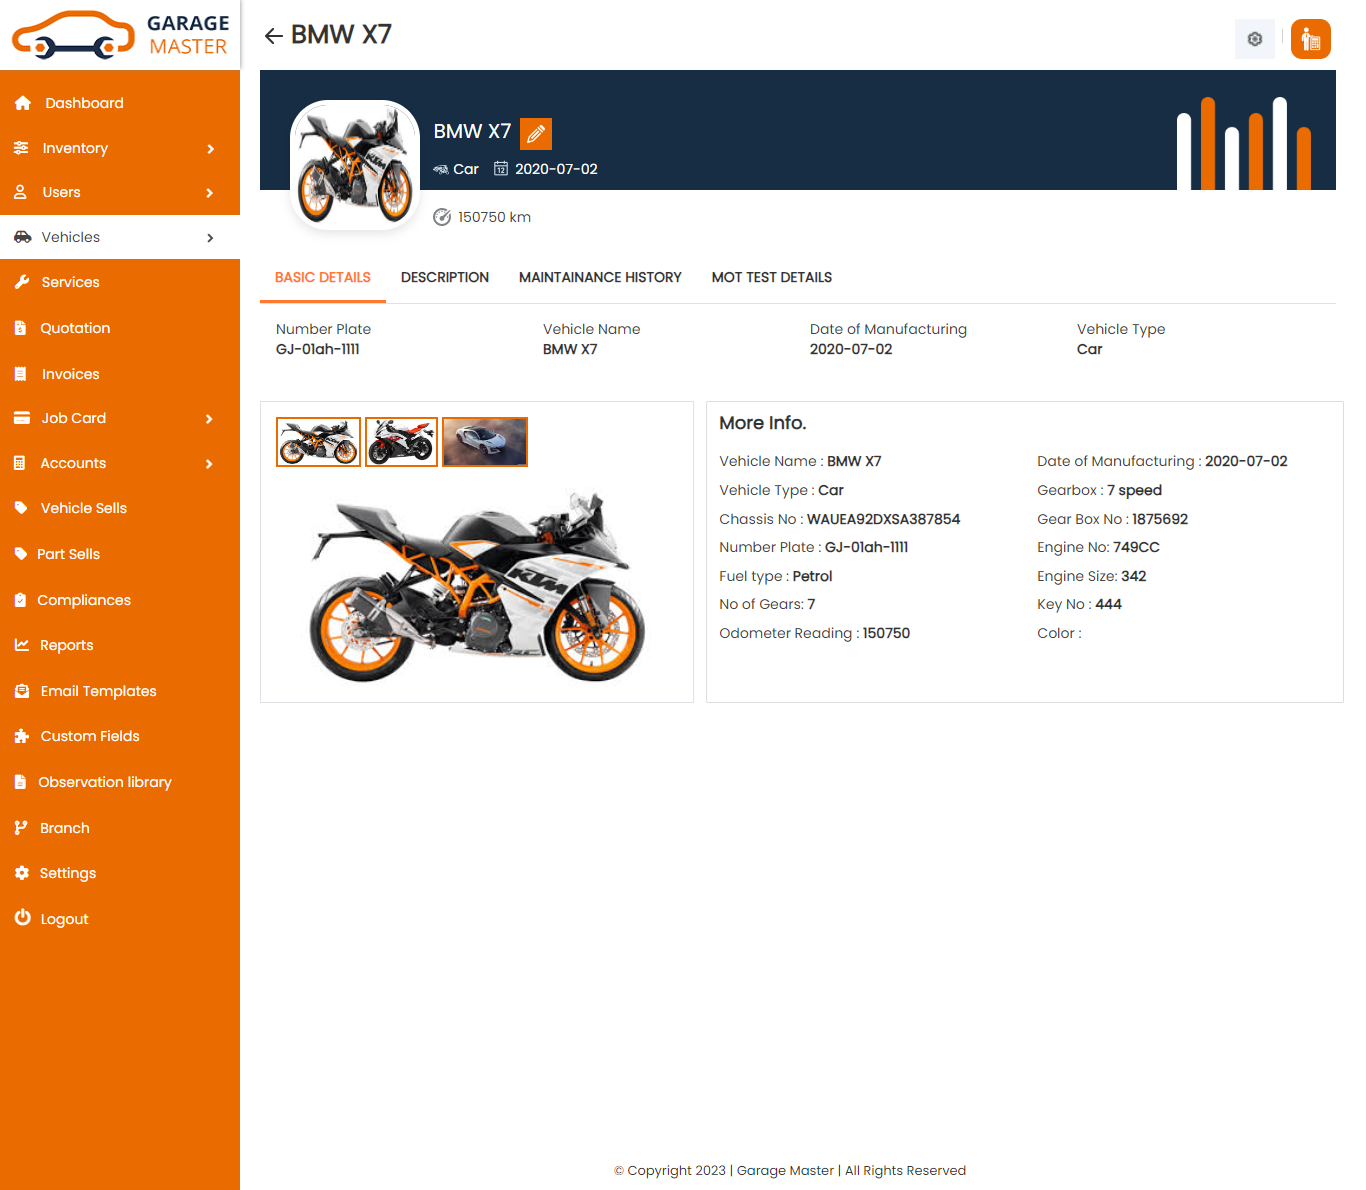 GARAGE
MASTER
BMW X7
Dashboard
Inventory
Users
Vehicles
Services
Quotation
Invoices
Job Card
Accounts
Vehicle Sells
Part Sells
Compliances
Reports
Email Templates
Custom Fields
Observation library
Branch
Settings
Logout
BMW X7
Car 12 2020-07-02
150750 km
BASIC DETAILS DESCRIPTION MAINTAINANCE HISTORY MOT TEST DETAILS
Number Plate Vehicle Name Date of Manufacturing Vehicle Type
GJ-01ah-1111 BMW X7 2020-07-02 Car
KTM
KTM
More Info.
Vehicle Name : BMW X7 Date of Manufacturing : 2020-07-02
Vehicle Type : Car Gearbox : 7 speed
Chassis No : WAUEA92DXSA387854 Gear Box No : 1875692
Number Plate : GJ-01ah-1111 Engine No: 749CC
Fuel type : Petrol Engine Size: 342
No of Gears: 7 Key No : 444
Odometer Reading : 150750 Color :
© Copyright 2023 | Garage Master | All Rights Reserved